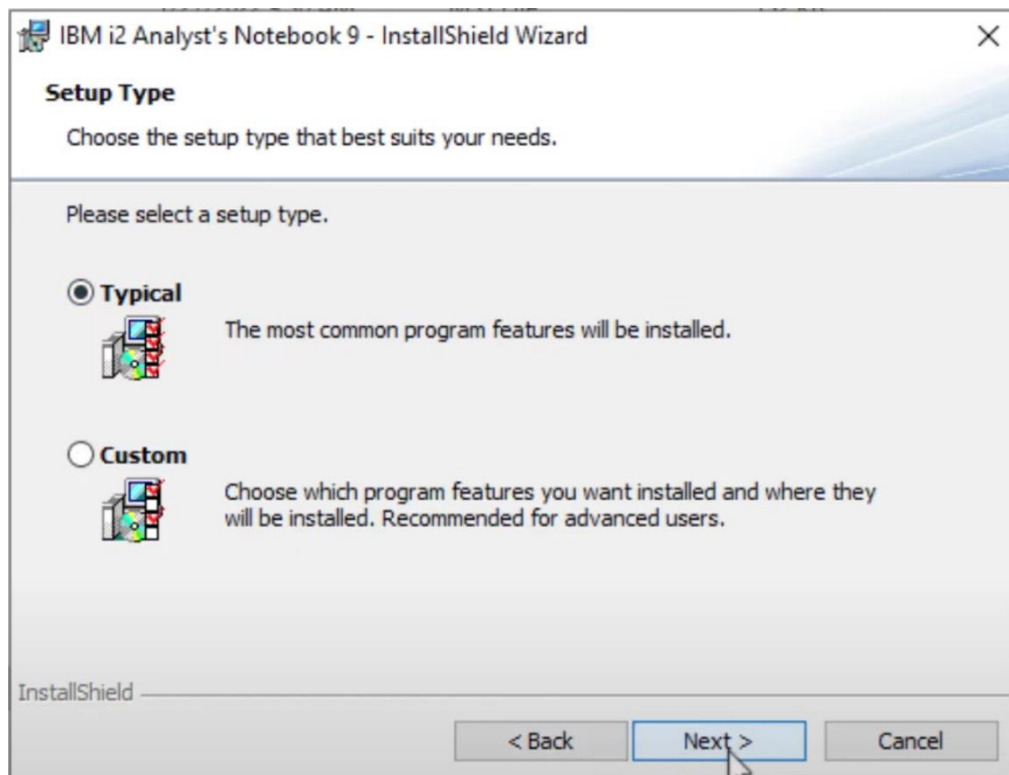 IBM i2 Analyst's Notebook 9 - InstallShield Wizard
Setup Type
Choose the setup type that best suits your needs.
Please select a setup type.
Typical
The most common program features will be installed.
Custom
Choose which program features you want installed and where they
will be installed. Recommended for advanced users.
InstallShield
< Back
Next >
Cancel